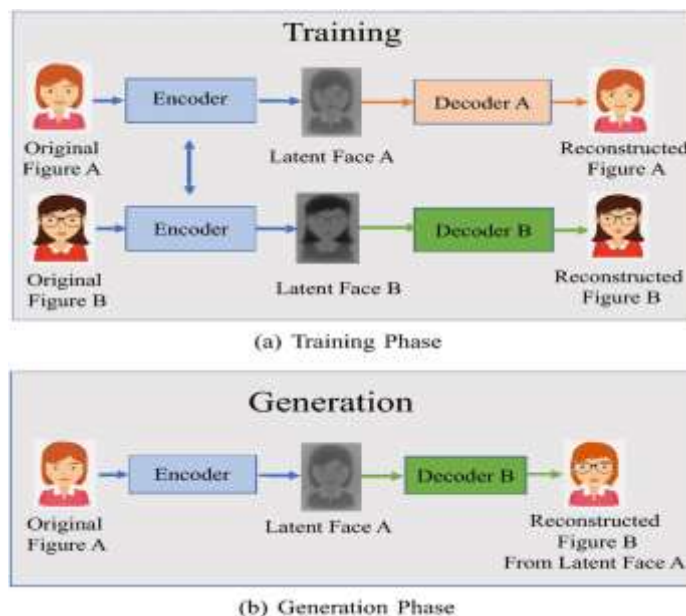 Training
Encoder
Decoder A
Original
Figure A
Latent Face A
Reconstructed
Figure A
Encoder
Decoder B
Original
Figure B
Latent Face B
Reconstructed
Figure B
(a) Training Phase
Generation
Encoder
Decoder B
Original
Figure A
Latent Face A
Reconstructed
Figure B
From Latent Face A
(b) Generation Phase